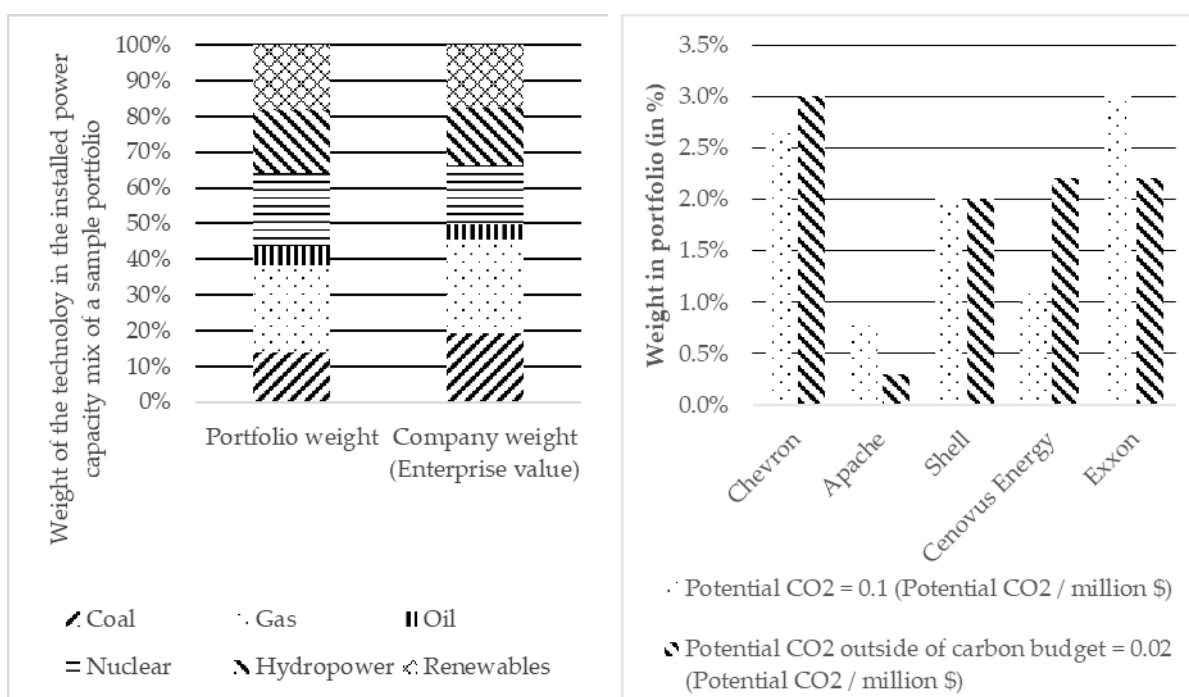 Weight of the technoloy in the installed power
capacity mix of a sample portfolio
100%
90%
80%
70%
60%
50%
40%
30%
20%
10%
0%
Portfolio weight
Company weight
(Enterprise value)
Coal
Gas
Oil
Nuclear
Hydropower
Renewables
Weight in portfolio (in %)
3.5%
3.0%
2.5%
2.0%
1.5%
1.0%
0.5%
0.0%
Chevron
Apache
Shell
Cenovus Energy
Exxon
Potential CO2 = 0.1 (Potential CO2 / million $)
Potential CO2 outside of carbon budget = 0.02
(Potential CO2 / million $)